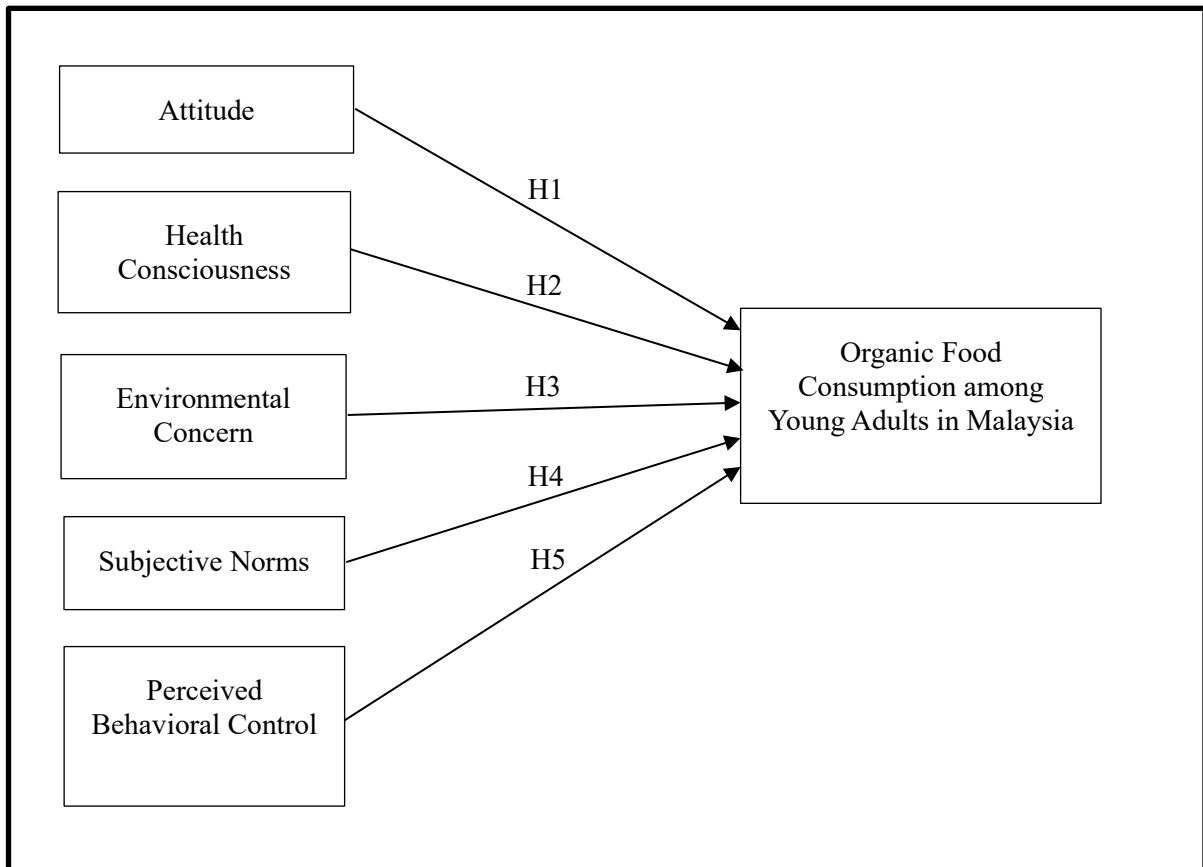 Attitude
H1
Health
Consciousness
H2
Environmental
Concern
H3
Organic Food
Consumption among
Young Adults in Malaysia
Subjective Norms
H4
Perceived
Behavioral Control
H5